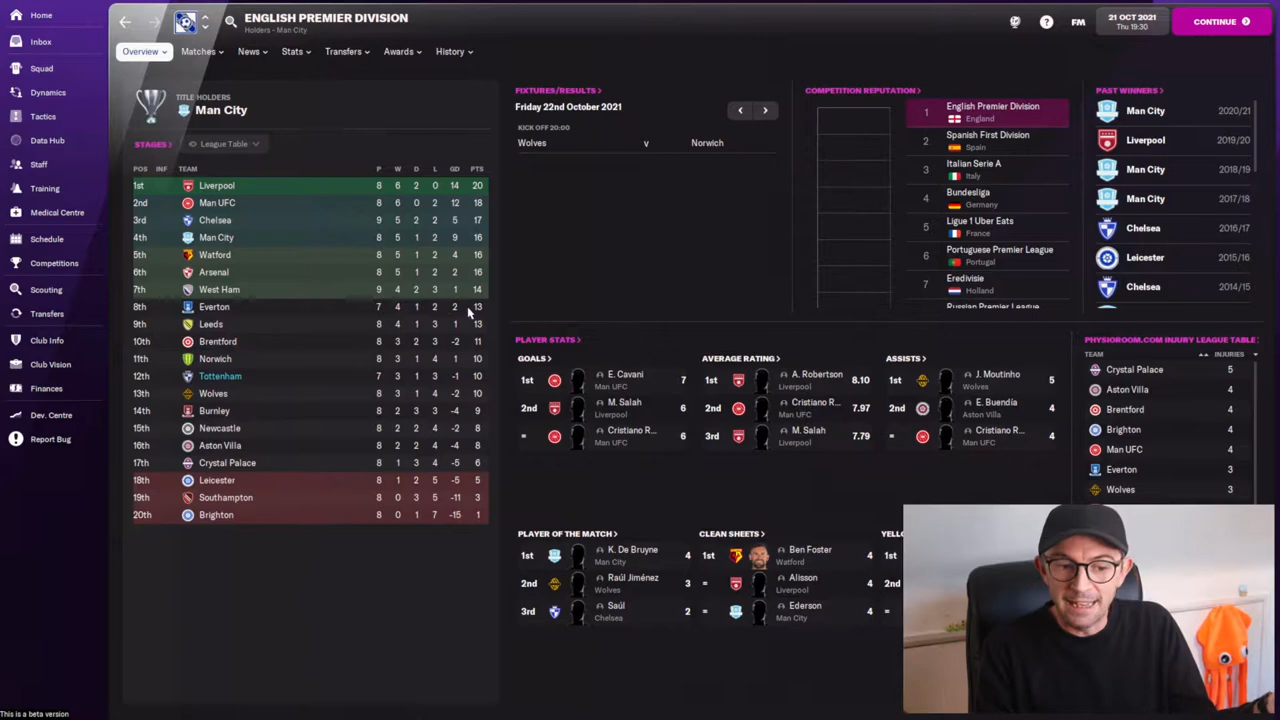 Home
Inbox
Squad
Dynamics
Tactics
Data Hub
Staff
Training
Medical Centre
Schedule
Competitions
Scouting
Transfers
Club Info
Club Vision
Finances
Dev. Centre
Report Bug
This is a beta version
ENGLISH PREMIER DIVISION
Holders - Man City
FM
21 OCT 2021
Thu 19:30
CONTINUE
Overview Matches News Stats Transfers Awards History
TITLE HOLDERS
Man City
STAGES League Table
POS INF TEAM P W D L GD PTS
1st Liverpool 8 6 2 0 14 20
2nd Man UFC 8 6 0 2 12 18
3rd Chelsea 9 5 2 2 5 17
4th Man City 8 5 1 2 9 16
5th Watford 8 5 1 2 4 16
6th Arsenal 8 5 1 2 2 16
7th West Ham 9 4 2 3 1 14
8th Everton 7 4 1 2 2 13
9th Leeds 8 4 1 3 1 13
10th Brentford 8 3 2 3 -2 11
11th Norwich 8 3 1 4 1 10
12th Tottenham 7 3 1 3 -1 10
13th Wolves 8 3 1 4 -2 10
14th Burnley 8 2 3 3 -4 9
15th Newcastle 8 2 2 4 -2 8
16th Aston Villa 8 2 2 4 -4 8
17th Crystal Palace 8 1 3 4 -5 6
18th Leicester 8 1 2 5 -5 5
19th Southampton 8 0 3 5 -11 3
20th Brighton 8 0 1 7 -15 1
FIXTURES/RESULTS
Friday 22nd October 2021
KICK OFF 20:00
Wolves v Norwich
COMPETITION REPUTATION
1 English Premier Division
England
2 Spanish First Division
Spain
3 Italian Serie A
Italy
4 Bundesliga
Germany
5 Ligue 1 Uber Eats
France
6 Portuguese Premier League
Portugal
7 Eredivisie
Holland
Russian Premier League
PAST WINNERS
Man City 2020/21
Liverpool 2019/20
Man City 2018/19
Man City 2017/18
Chelsea 2016/17
Leicester 2015/16
Chelsea 2014/15
PLAYER STATS
GOALS
1st E. Cavani 7
Man UFC
2nd M. Salah 6
Liverpool
= Cristiano R... 6
Man UFC
AVERAGE RATING
1st A. Robertson 8.10
Liverpool
2nd Cristiano R... 7.97
Man UFC
3rd M. Salah 7.79
Liverpool
ASSISTS
1st J. Moutinho 5
Wolves
2nd E. Buendía 4
Aston Villa
= Cristiano R... 4
Man UFC
PHYSIOROOM.COM INJURY LEAGUE TABLE
TEAM INJURIES
Crystal Palace 5
Aston Villa 4
Brentford 4
Brighton 4
Man UFC 4
Everton 3
Wolves 3
PLAYER OF THE MATCH
1st K. De Bruyne 4
Man City
2nd Raúl Jiménez 3
Wolves
3rd Saúl 2
Chelsea
CLEAN SHEETS
1st Ben Foster 4
Watford
= Alisson 4
Liverpool
= Ederson 4
Man City
1st
2nd
=